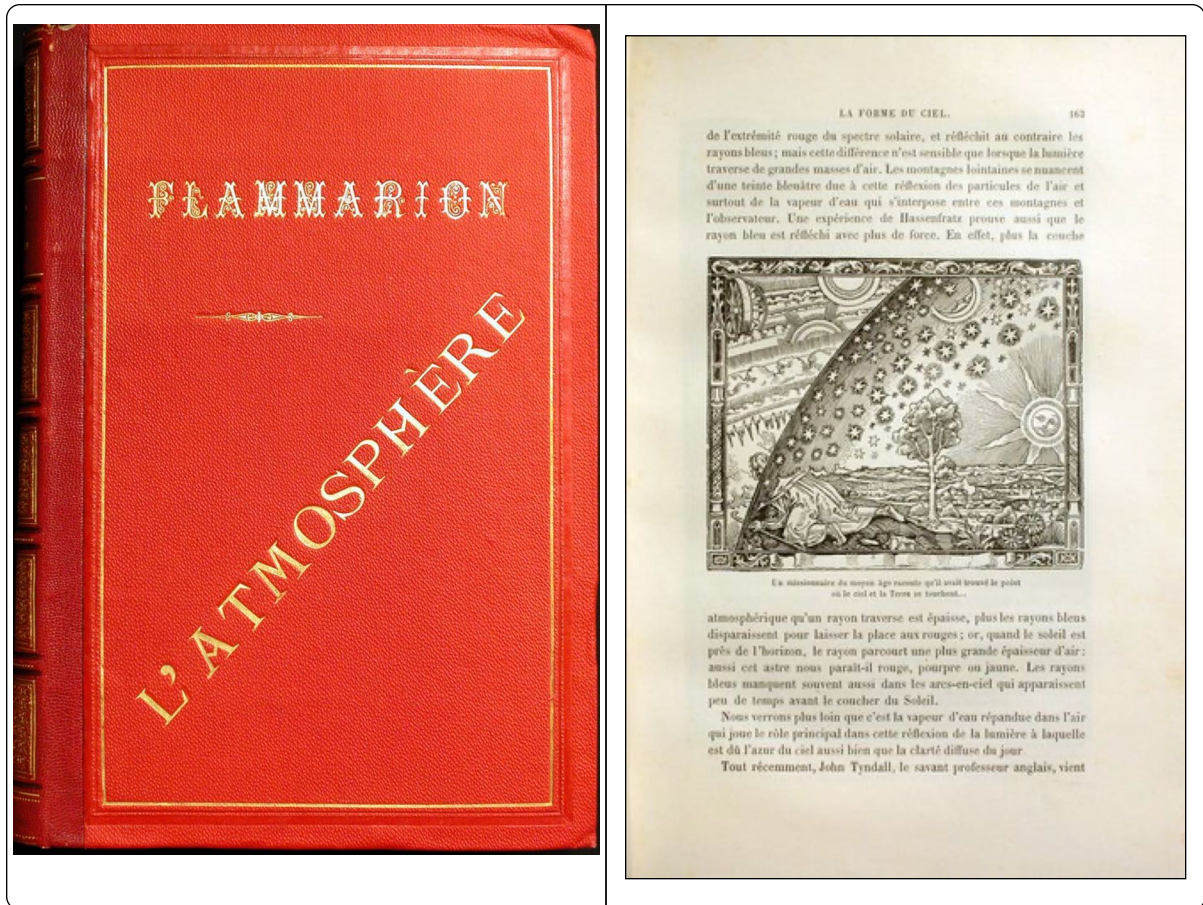 FLAMMARION
L'ATMOSPHÈRE
LA FORME DU CIEL. 163
de l'extrémité rouge du spectre solaire, et réfléchit au contraire les
rayons bleus ; mais cette différence n'est sensible que lorsque la lumière
traverse de grandes masses d'air. Les montagnes lointaines se nuancent
d'une teinte bleuâtre due à cette réflexion des particules de l'air et
surtout de la vapeur d'eau qui s'interpose entre ces montagnes et
l'observateur. Une expérience de Hassenfratz prouve aussi que le
rayon bleu est réfléchi avec plus de force. En effet, plus la couche
Un missionnaire du moyen âge raconte qu'il avait trouvé le point
où le ciel et la Terre se touchent...
atmosphérique qu'un rayon traverse est épaisse, plus les rayons bleus
disparaissent pour laisser la place aux rouges ; or, quand le soleil est
près de l'horizon, le rayon parcourt une plus grande épaisseur d'air :
aussi cet astre nous paraît-il rouge, pourpre ou jaune. Les rayons
bleus manquent souvent aussi dans les arcs-en-ciel qui apparaissent
peu de temps avant le coucher du Soleil.
Nous verrons plus loin que c'est la vapeur d'eau répandue dans l'air
qui joue le rôle principal dans cette réflexion de la lumière à laquelle
est dû l'azur du ciel aussi bien que la clarté diffuse du jour
Tout récemment, John Tyndall, le savant professeur anglais, vient